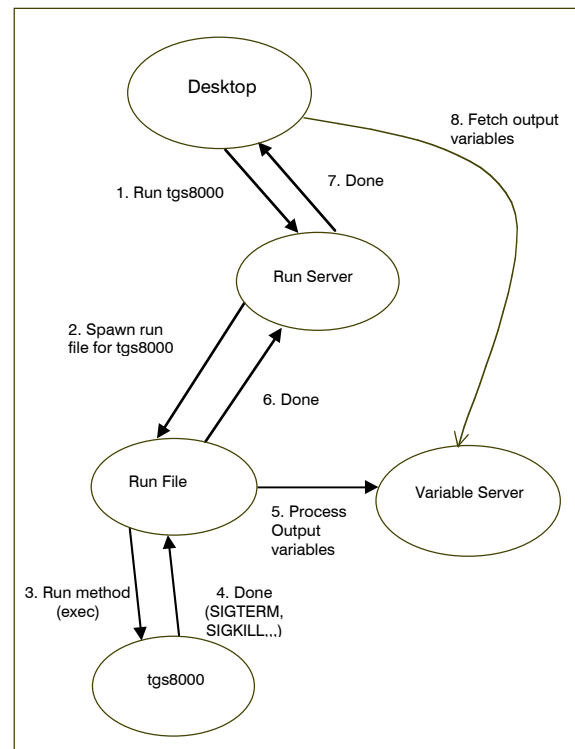 Desktop
8. Fetch output
variables
7. Done
1. Run tgs8000
Run Server
2. Spawn run
file for tgs8000
6. Done
Run File
Variable Server
5. Process
Output
variables
3. Run method
(exec)
4. Done
(SIGTERM,
SIGKILL,,,)
tgs8000